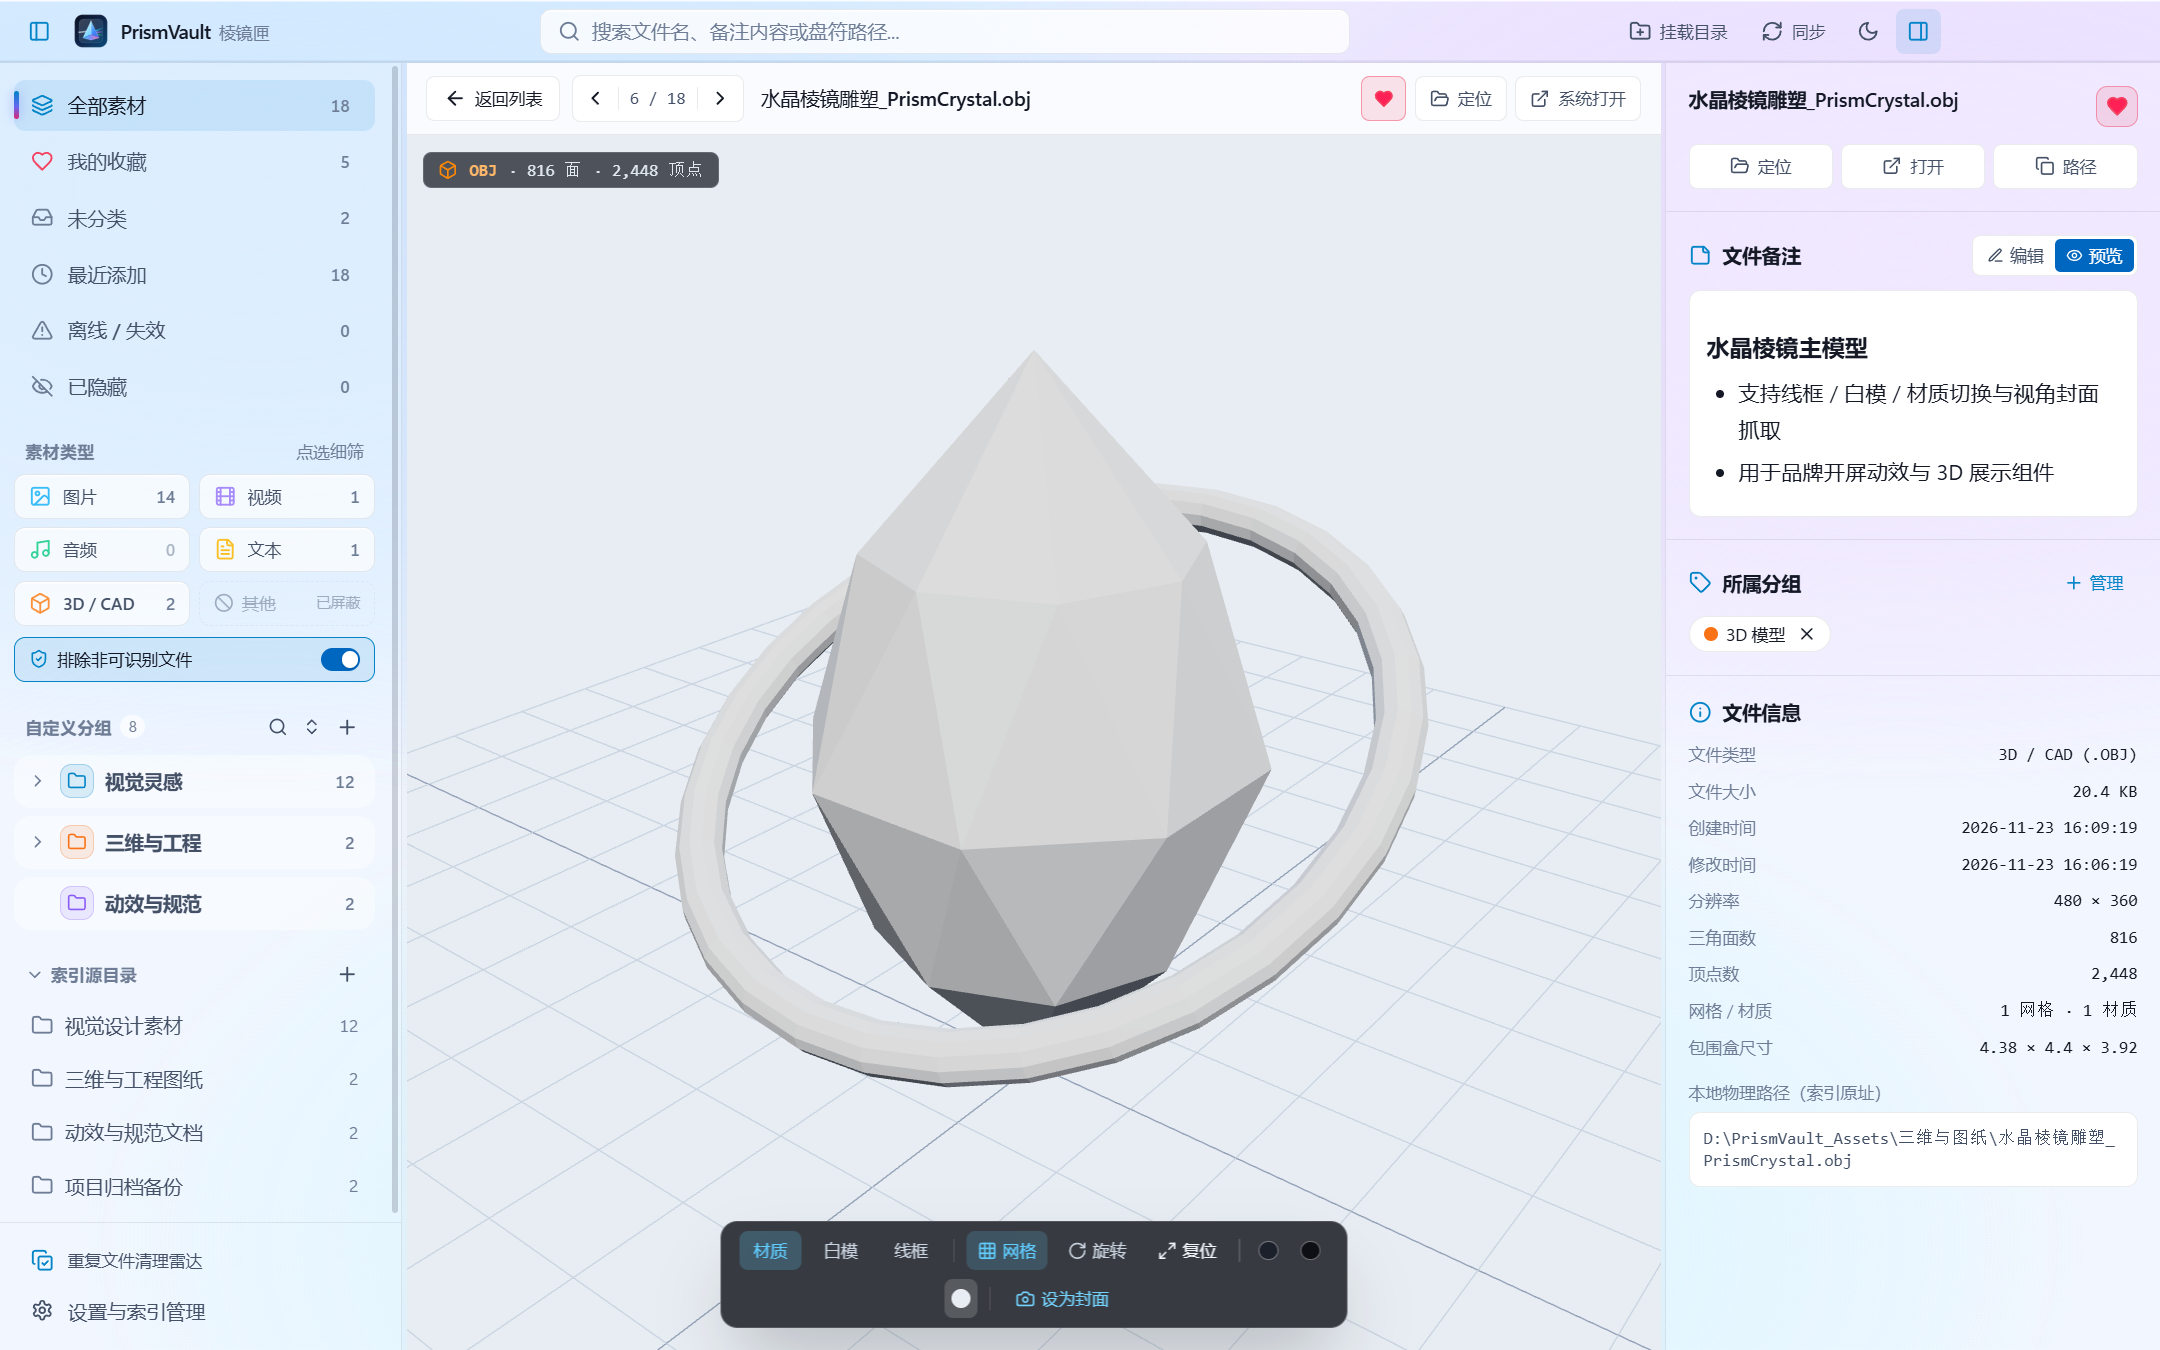 PrismVault 棱镜匣
搜索文件名、备注内容或盘符路径...
挂载目录
同步
全部素材 18
我的收藏 5
未分类 2
最近添加 18
离线 / 失效 0
已隐藏 0
素材类型 点选细筛
图片 14
视频 1
音频 0
文本 1
3D / CAD 2
其他 已屏蔽
排除非可识别文件
自定义分组 8
视觉灵感 12
三维与工程 2
动效与规范 2
索引源目录
视觉设计素材 12
三维与工程图纸 2
动效与规范文档 2
项目归档备份 2
重复文件清理雷达
设置与索引管理
返回列表
6 / 18
水晶棱镜雕塑_PrismCrystal.obj
定位
系统打开
OBJ · 816 面 · 2,448 顶点
材质
白模
线框
网格
旋转
复位
设为封面
水晶棱镜雕塑_PrismCrystal.obj
定位
打开
路径
文件备注
编辑
预览
水晶棱镜主模型
• 支持线框 / 白模 / 材质切换与视角封面
抓取
• 用于品牌开屏动效与 3D 展示组件
所属分组
管理
3D 模型
文件信息
文件类型 3D / CAD (.OBJ)
文件大小 20.4 KB
创建时间 2026-11-23 16:09:19
修改时间 2026-11-23 16:06:19
分辨率 480 × 360
三角面数 816
顶点数 2,448
网格 / 材质 1 网格 · 1 材质
包围盒尺寸 4.38 × 4.4 × 3.92
本地物理路径（索引原址）
D:\PrismVault_Assets\三维与图纸\水晶棱镜雕塑_
PrismCrystal.obj